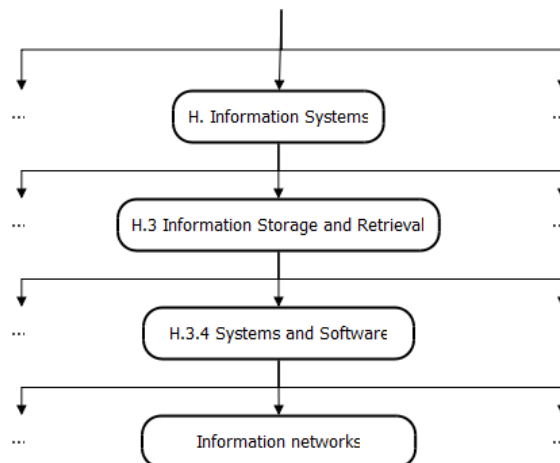 ... H. Information Systems ...
... H.3 Information Storage and Retrieval ...
... H.3.4 Systems and Software ...
... Information networks ...